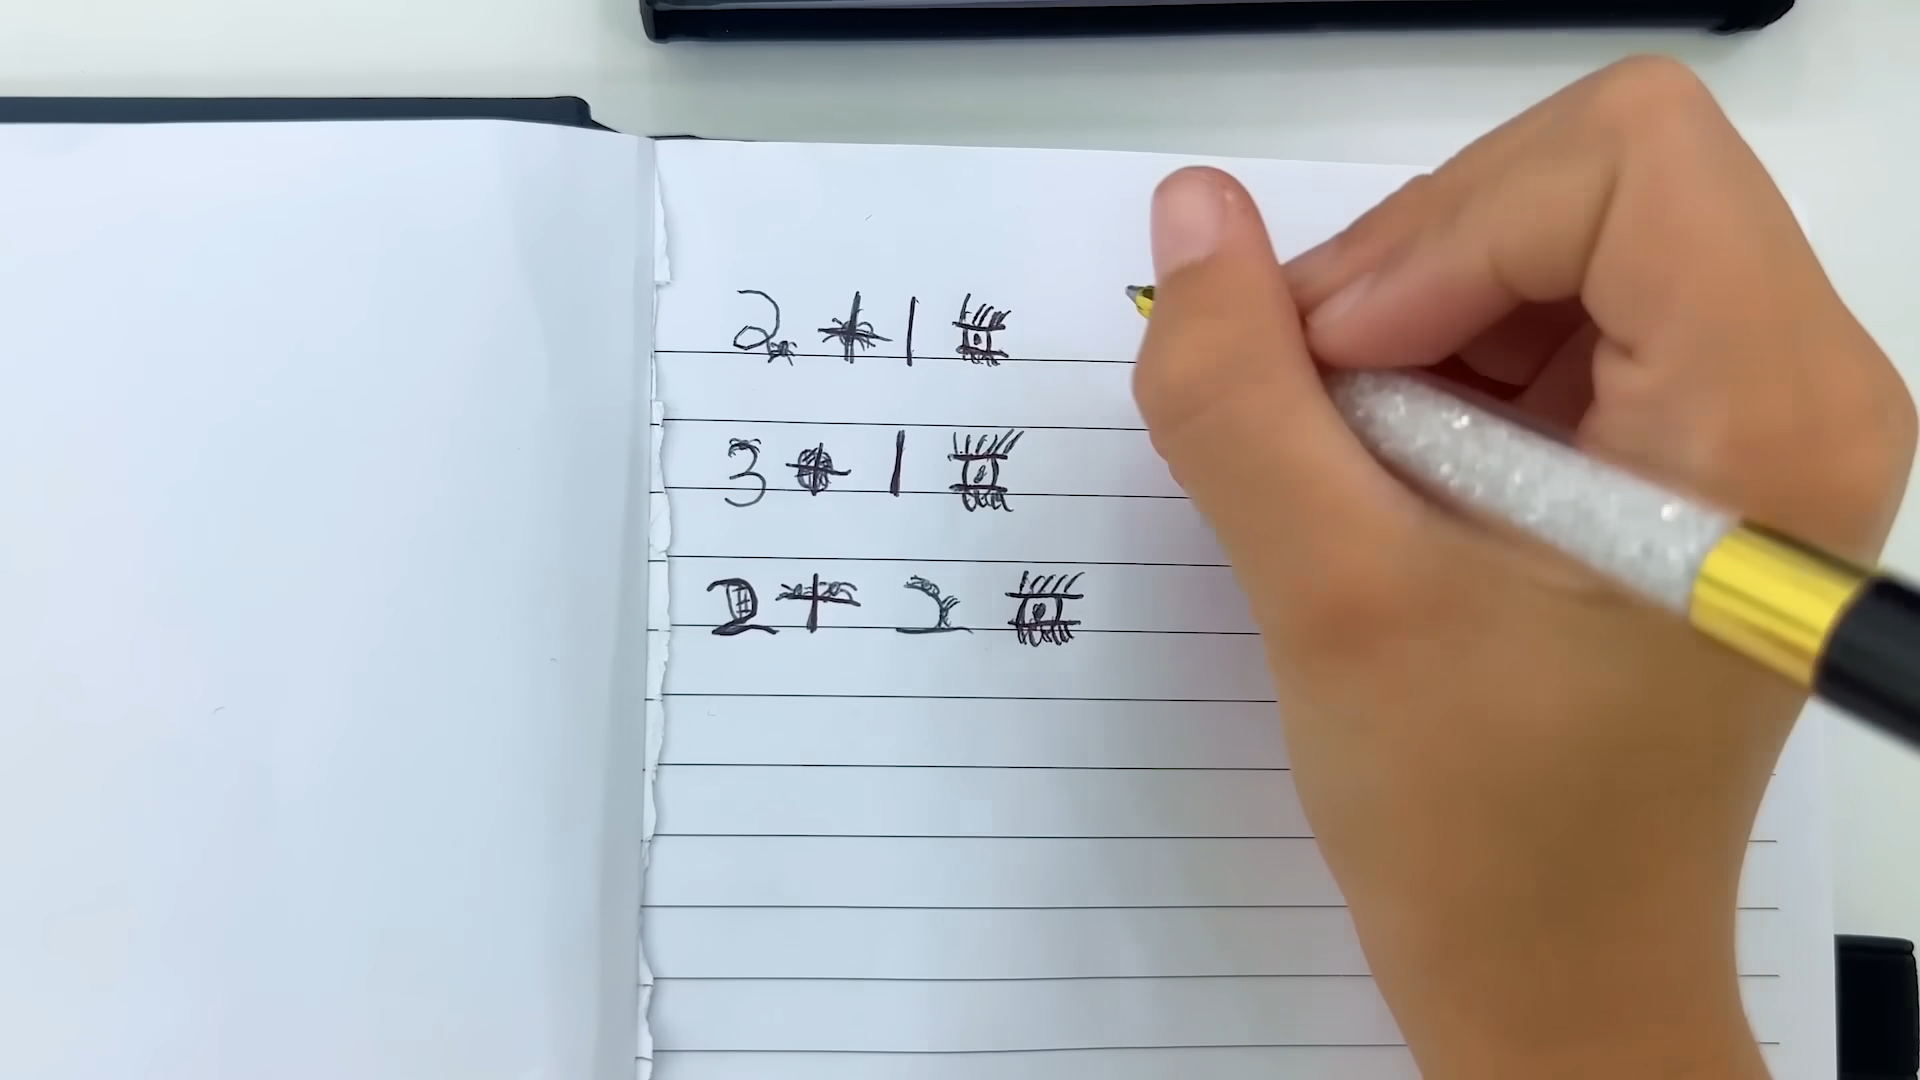 2 + 1 =
3 + 1 =
2 + 2 =